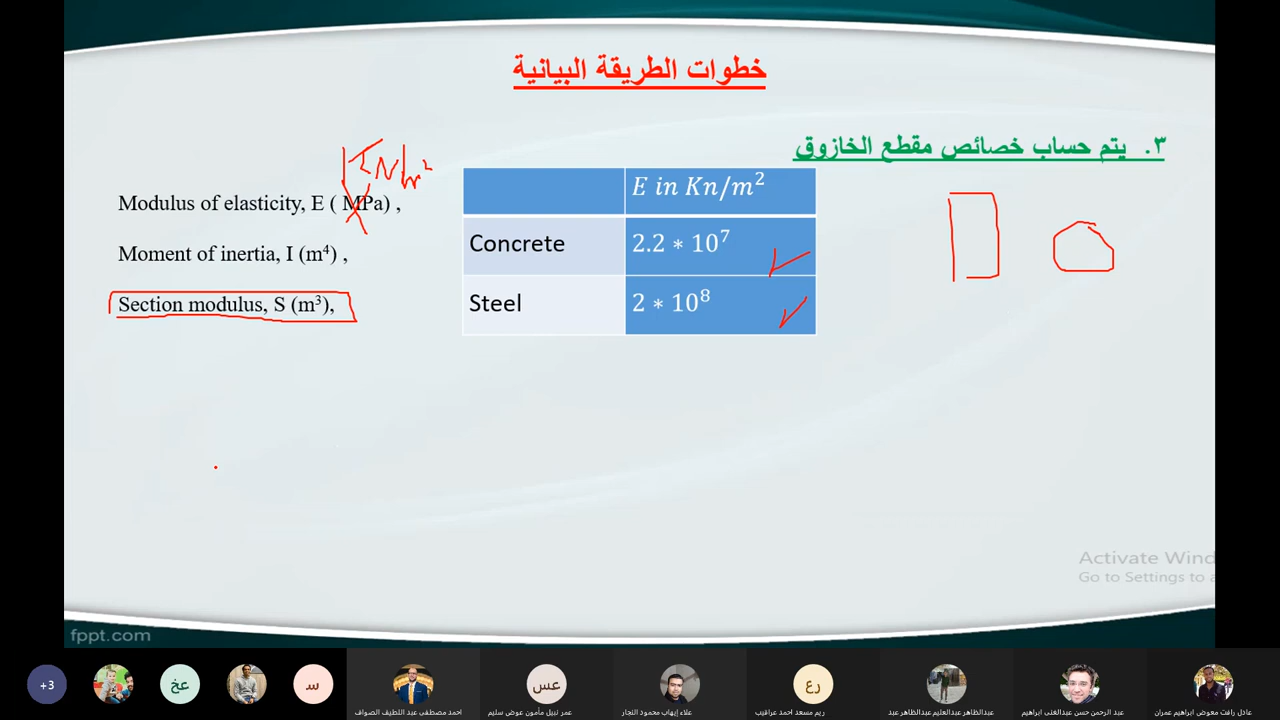 خطوات الطريقة البيانية
٣. يتم حساب خصائص مقطع الخازوق
KN/m²
Modulus of elasticity, E ( MPa) ,
Moment of inertia, I (m⁴) ,
Section modulus, S (m³),
E in Kn/m²
Concrete 2.2 * 10⁷
Steel 2 * 10⁸
Activate Wind
Go to Settings to a
fppt.com
+3
عخ
س
عس
رع
احمد مصطفى عبد اللطيف الصواف
عمر نبيل مأمون عوض سليم
علاء إيهاب محمود النجار
ريم مسعد احمد عراقيب
عبدالظاهر عبدالعليم عبدالظاهر عبد
عبد الرحمن حسن عبدالغنى ابراهيم
عادل رافت معوض ابراهيم عمران